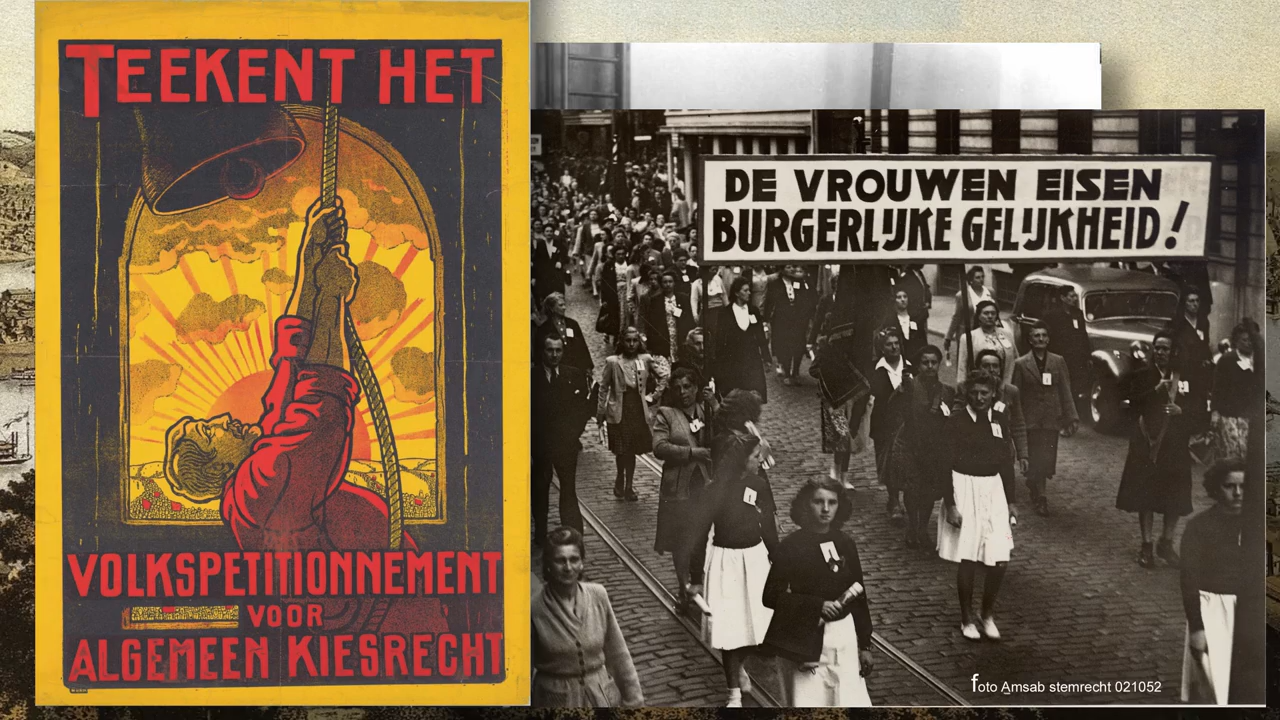 TEEKENT HET
VOLKSPETITIONNEMENT
VOOR
ALGEMEEN KIESRECHT
DE VROUWEN EISEN
BURGERLIJKE GELIJKHEID!
foto Amsab stemrecht 021052